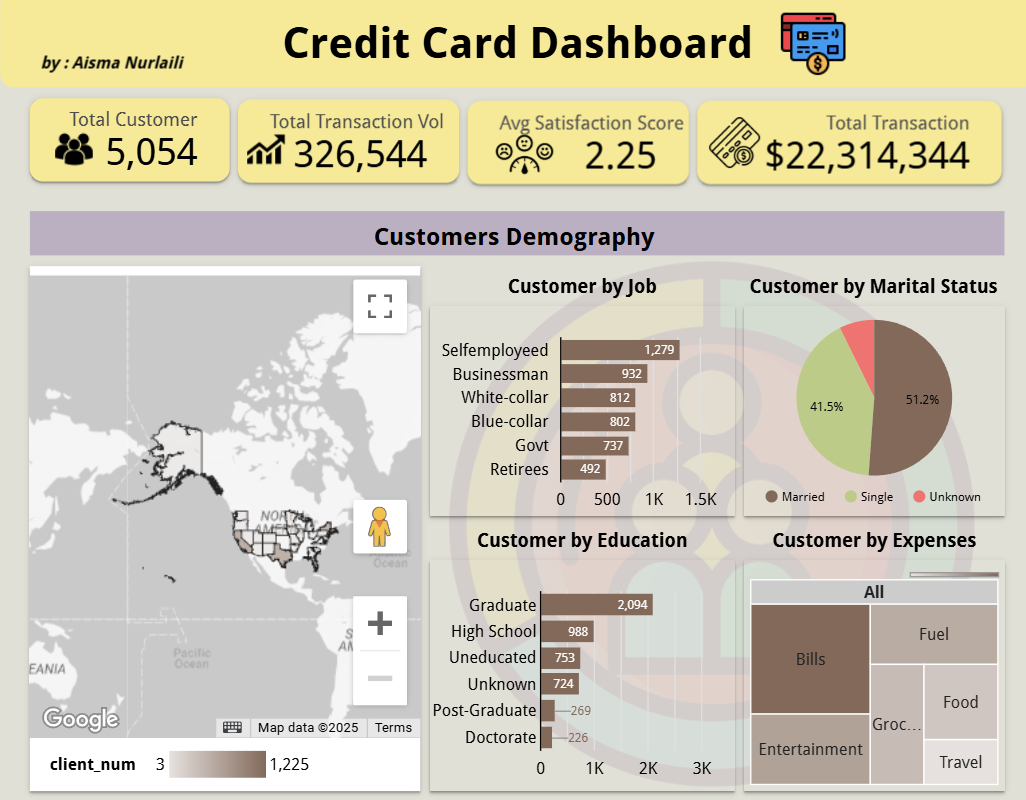 Credit Card Dashboard
by : Aisma Nurlaili
Total Customer
5,054
Total Transaction Vol
326,544
Avg Satisfaction Score
2.25
Total Transaction
$22,314,344
Customers Demography
NORTH
AMERICA
Pacific
Ocean
Ocean
EANIA
Google
Map data ©2025
Terms
client_num
3
1,225
Customer by Job
Selfemployeed 1,279
Businessman 932
White-collar 812
Blue-collar 802
Govt 737
Retirees 492
0 500 1K 1.5K
Customer by Marital Status
41.5%
51.2%
Married Single Unknown
Customer by Education
Graduate 2,094
High School 988
Uneducated 753
Unknown 724
Post-Graduate 269
Doctorate 226
0 1K 2K 3K
Customer by Expenses
All
Bills
Fuel
Entertainment
Groc...
Food
Travel